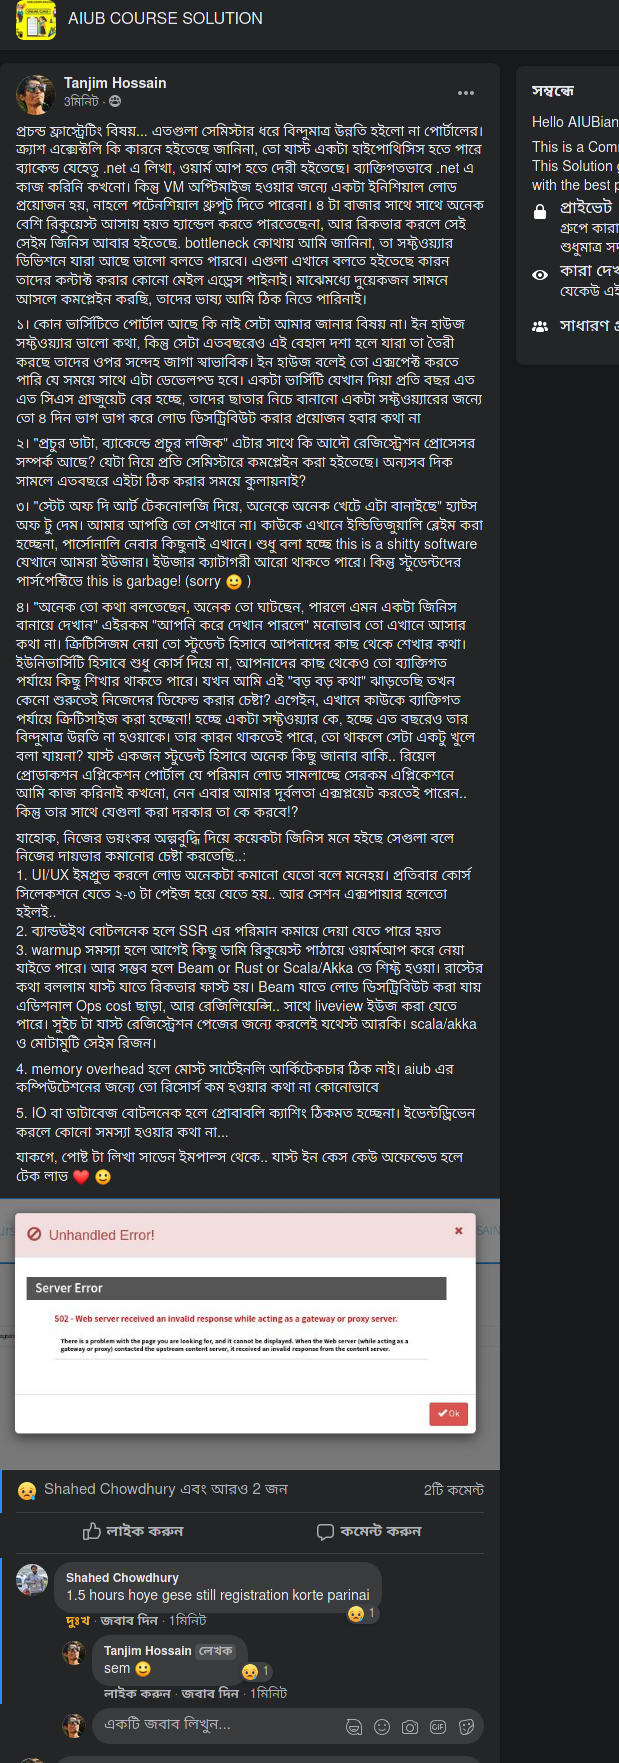 AIUB COURSE SOLUTION
Tanjim Hossain
3মিনিট ·
প্রচন্ড ফ্রাস্ট্রেটিং বিষয়... এতগুলা সেমিস্টার ধরে বিন্দুমাত্র উন্নতি হইলো না পোর্টালের।
ক্র্যাশ এক্সেক্টলি কি কারনে হইতেছে জানিনা, তো যাস্ট একটা হাইপোথিসিস হতে পারে
ব্যাকেন্ড যেহেতু .net এ লিখা, ওয়ার্ম আপ হতে দেরী হইতেছে। ব্যাক্তিগতভাবে .net এ
কাজ করিনি কখনো। কিন্তু VM অপ্টিমাইজ হওয়ার জন্যে একটা ইনিশিয়াল লোড
প্রয়োজন হয়, নাহলে পটেনশিয়াল থ্রুপুট দিতে পারেনা। ৪ টা বাজার সাথে সাথে অনেক
বেশি রিকুয়েস্ট আসায় হয়ত হ্যান্ডেল করতে পারতেছেনা, আর রিকভার করলে সেই
সেইম জিনিস আবার হইতেছে. bottleneck কোথায় আমি জানিনা, তা সফ্টওয়্যার
ডিভিশনে যারা আছে ভালো বলতে পারবে। এগুলা এখানে বলতে হইতেছে কারন
তাদের কন্টাক্ট করার কোনো মেইল এড্রেস পাইনাই। মাঝেমধ্যে দুয়েকজন সামনে
আসলে কমপ্লেইন করছি, তাদের ভাষ্য আমি ঠিক নিতে পারিনাই।
১। কোন ভার্সিটিতে পোর্টাল আছে কি নাই সেটা আমার জানার বিষয় না। ইন হাউজ
সফ্টওয়্যার ভালো কথা, কিন্তু সেটা এতবছরেও এই বেহাল দশা হলে যারা তা তৈরী
করছে তাদের ওপর সন্দেহ জাগা স্বাভাবিক। ইন হাউজ বলেই তো এক্সপেক্ট করতে
পারি যে সময়ে সাথে এটা ডেভেলপ্ড হবে। একটা ভার্সিটি যেখান দিয়া প্রতি বছর এত
এত সিএস গ্রাজুয়েট বের হচ্ছে, তাদের ছাতার নিচে বানানো একটা সফ্টওয়্যারের জন্যে
তো ৪ দিন ভাগ ভাগ করে লোড ডিসট্রিবিউট করার প্রয়োজন হবার কথা না
২। "প্রচুর ডাটা, ব্যাকেন্ডে প্রচুর লজিক" এটার সাথে কি আদৌ রেজিস্ট্রেশন প্রোসেসর
সম্পর্ক আছে? যেটা নিয়ে প্রতি সেমিস্টারে কমপ্লেইন করা হইতেছে। অন্যসব দিক
সামলে এতবছরে এইটা ঠিক করার সময়ে কুলায়নাই?
৩। "স্টেট অফ দি আর্ট টেকনোলজি দিয়ে, অনেকে অনেক খেটে এটা বানাইছে" হ্যাট্স
অফ টু দেম। আমার আপত্তি তো সেখানে না। কাউকে এখানে ইন্ডিভিজুয়ালি ব্লেইম করা
হচ্ছেনা, পার্সোনালি নেবার কিছুনাই এখানে। শুধু বলা হচ্ছে this is a shitty software
যেখানে আমরা ইউজার। ইউজার ক্যাটাগরী আরো থাকতে পারে। কিন্তু স্টুডেন্টদের
পার্সপেক্টিভে this is garbage! (sorry 🙂 )
৪। "অনেক তো কথা বলতেছেন, অনেক তো ঘাটছেন, পারলে এমন একটা জিনিস
বানায়ে দেখান" এইরকম "আপনি করে দেখান পারলে" মনোভাব তো এখানে আসার
কথা না। ক্রিটিসিজম নেয়া তো স্টুডেন্ট হিসাবে আপনাদের কাছ থেকে শেখার কথা।
ইউনিভার্সিটি হিসাবে শুধু কোর্স দিয়ে না, আপনাদের কাছ থেকেও তো ব্যাক্তিগত
পর্যায়ে কিছু শিখার থাকতে পারে। যখন আমি এই "বড় বড় কথা" ঝাড়তেছি তখন
কেনো শুরুতেই নিজেদের ডিফেন্ড করার চেষ্টা? এগেইন, এখানে কাউকে ব্যাক্তিগত
পর্যায়ে ক্রিটিসাইজ করা হচ্ছেনা! হচ্ছে একটা সফ্টওয়্যার কে, হচ্ছে এত বছরেও তার
বিন্দুমাত্র উন্নতি না হওয়াকে। তার কারন থাকতেই পারে, তো থাকলে সেটা একটু খুলে
বলা যায়না? যাস্ট একজন স্টুডেন্ট হিসাবে অনেক কিছু জানার বাকি.. রিয়েল
প্রোডাকশন এপ্লিকেশন পোর্টাল যে পরিমান লোড সামলাচ্ছে সেরকম এপ্লিকেশনে
আমি কাজ করিনাই কখনো, নেন এবার আমার দূর্বলতা এক্সপ্লয়েট করতেই পারেন..
কিন্তু তার সাথে যেগুলা করা দরকার তা কে করবে!?
যাহোক, নিজের ভয়ংকর অল্পবুদ্ধি দিয়ে কয়েকটা জিনিস মনে হইছে সেগুলা বলে
নিজের দায়ভার কমানোর চেষ্টা করতেছি..:
1. UI/UX ইমপ্রুভ করলে লোড অনেকটা কমানো যেতো বলে মনেহয়। প্রতিবার কোর্স
সিলেকশনে যেতে ২-৩ টা পেইজ হয়ে যেতে হয়.. আর সেশন এক্সপায়ার হলেতো
হইলই..
2. ব্যান্ডউইথ বোটলনেক হলে SSR এর পরিমান কমায়ে দেয়া যেতে পারে হয়ত
3. warmup সমস্যা হলে আগেই কিছু ডামি রিকুয়েস্ট পাঠায়ে ওয়ার্মআপ করে নেয়া
যাইতে পারে। আর সম্ভব হলে Beam or Rust or Scala/Akka তে শিফ্ট হওয়া। রাস্টের
কথা বললাম যাস্ট যাতে রিকভার ফাস্ট হয়। Beam যাতে লোড ডিসট্রিবিউট করা যায়
এডিশনাল Ops cost ছাড়া, আর রেজিলিয়েন্সি.. সাথে liveview ইউজ করা যেতে
পারে। সুইচ টা যাস্ট রেজিস্ট্রেশন পেজের জন্যে করলেই যথেস্ট আরকি। scala/akka
ও মোটামুটি সেইম রিজন।
4. memory overhead হলে মোস্ট সার্টেইনলি আর্কিটেকচার ঠিক নাই। aiub এর
কম্পিউটেশনের জন্যে তো রিসোর্স কম হওয়ার কথা না কোনোভাবে
5. IO বা ডাটাবেজ বোটলনেক হলে প্রোবাবলি ক্যাশিং ঠিকমত হচ্ছেনা। ইভেন্টড্রিভেন
করলে কোনো সমস্যা হওয়ার কথা না...
যাকগে, পোষ্ট টা লিখা সাডেন ইমপাল্স থেকে.. যাস্ট ইন কেস কেউ অফেন্ডেড হলে
টেক লাভ ❤️ 🙂
Unhandled Error!
Server Error
502 - Web server received an invalid response while acting as a gateway or proxy server.
There is a problem with the page you are looking for, and it cannot be displayed. When the Web server (while acting as a
gateway or proxy) contacted the upstream content server, it received an invalid response from the content server.
Ok
Shahed Chowdhury এবং আরও 2 জন
2টি কমেন্ট
লাইক করুন
কমেন্ট করুন
Shahed Chowdhury
1.5 hours hoye gese still registration korte parinai
1
দুঃখ · জবাব দিন · 1মিনিট
Tanjim Hossain লেখক
sem 🙂
1
লাইক করুন · জবাব দিন · 1মিনিট
একটি জবাব লিখুন...
GIF
সম্বন্ধে
Hello AIUBian
This is a Com
This Solution
with the best p
প্রাইভেট
গ্রুপে কারা
শুধুমাত্র সদ
কারা দেখ
যেকেউ এই
সাধারণ